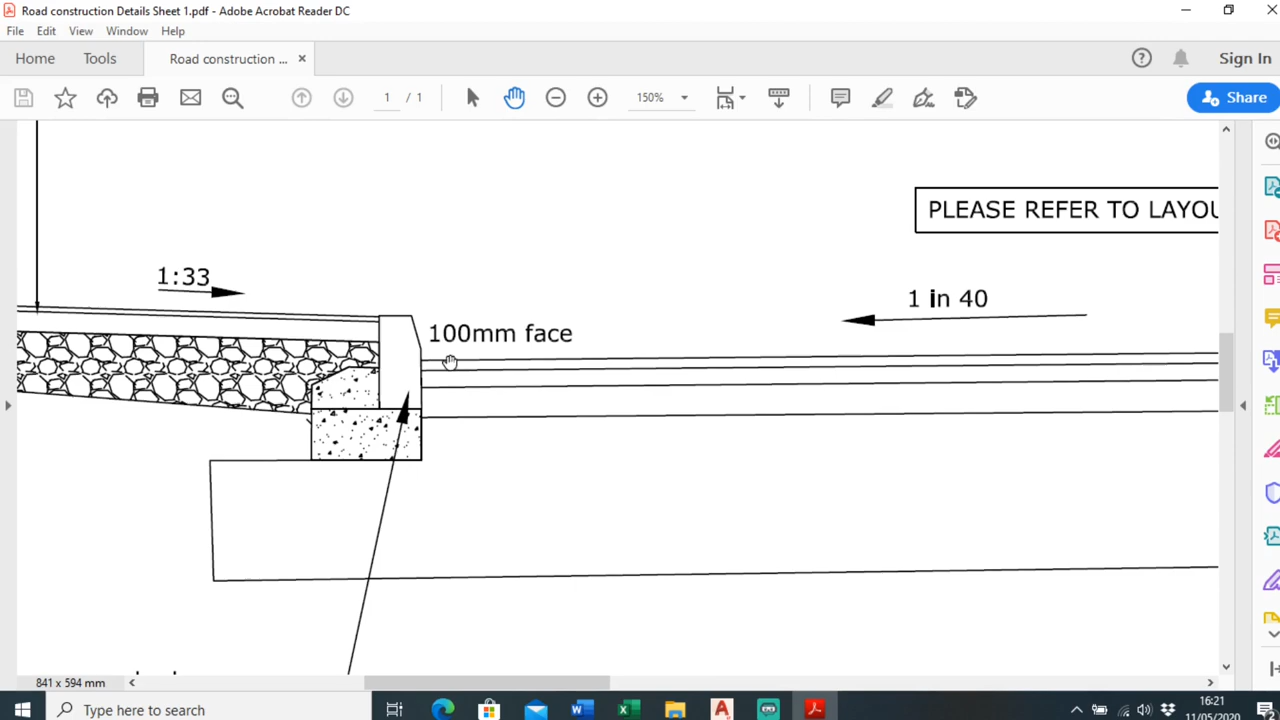 Road construction Details Sheet 1.pdf - Adobe Acrobat Reader DC
File Edit View Window Help
Home Tools Road construction ... Sign In
1 / 1 150% Share
PLEASE REFER TO LAYOU
1:33
1 in 40
100mm face
841 x 594 mm
Type here to search
16:21
11/05/2020